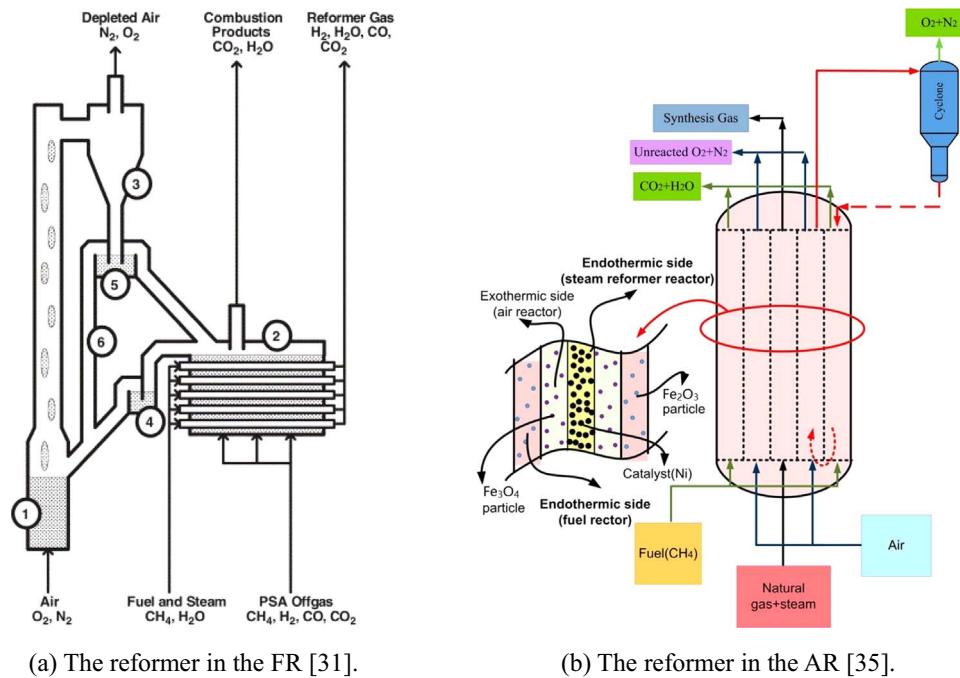 Depleted Air
N2, O2
Combustion
Products
CO2, H2O
Reformer Gas
H2, H2O, CO,
CO2
3
5
6
2
4
1
Air
O2, N2
Fuel and Steam
CH4, H2O
PSA Offgas
CH4, H2, CO, CO2
(a) The reformer in the FR [31].
O2+N2
Cyclone
Synthesis Gas
Unreacted O2+N2
CO2+H2O
Endothermic side
(steam reformer reactor)
Exothermic side
(air reactor)
Fe2O3
particle
Catalyst(Ni)
Fe3O4
particle
Endothermic side
(fuel rector)
Fuel(CH4)
Air
Natural
gas+steam
(b) The reformer in the AR [35].